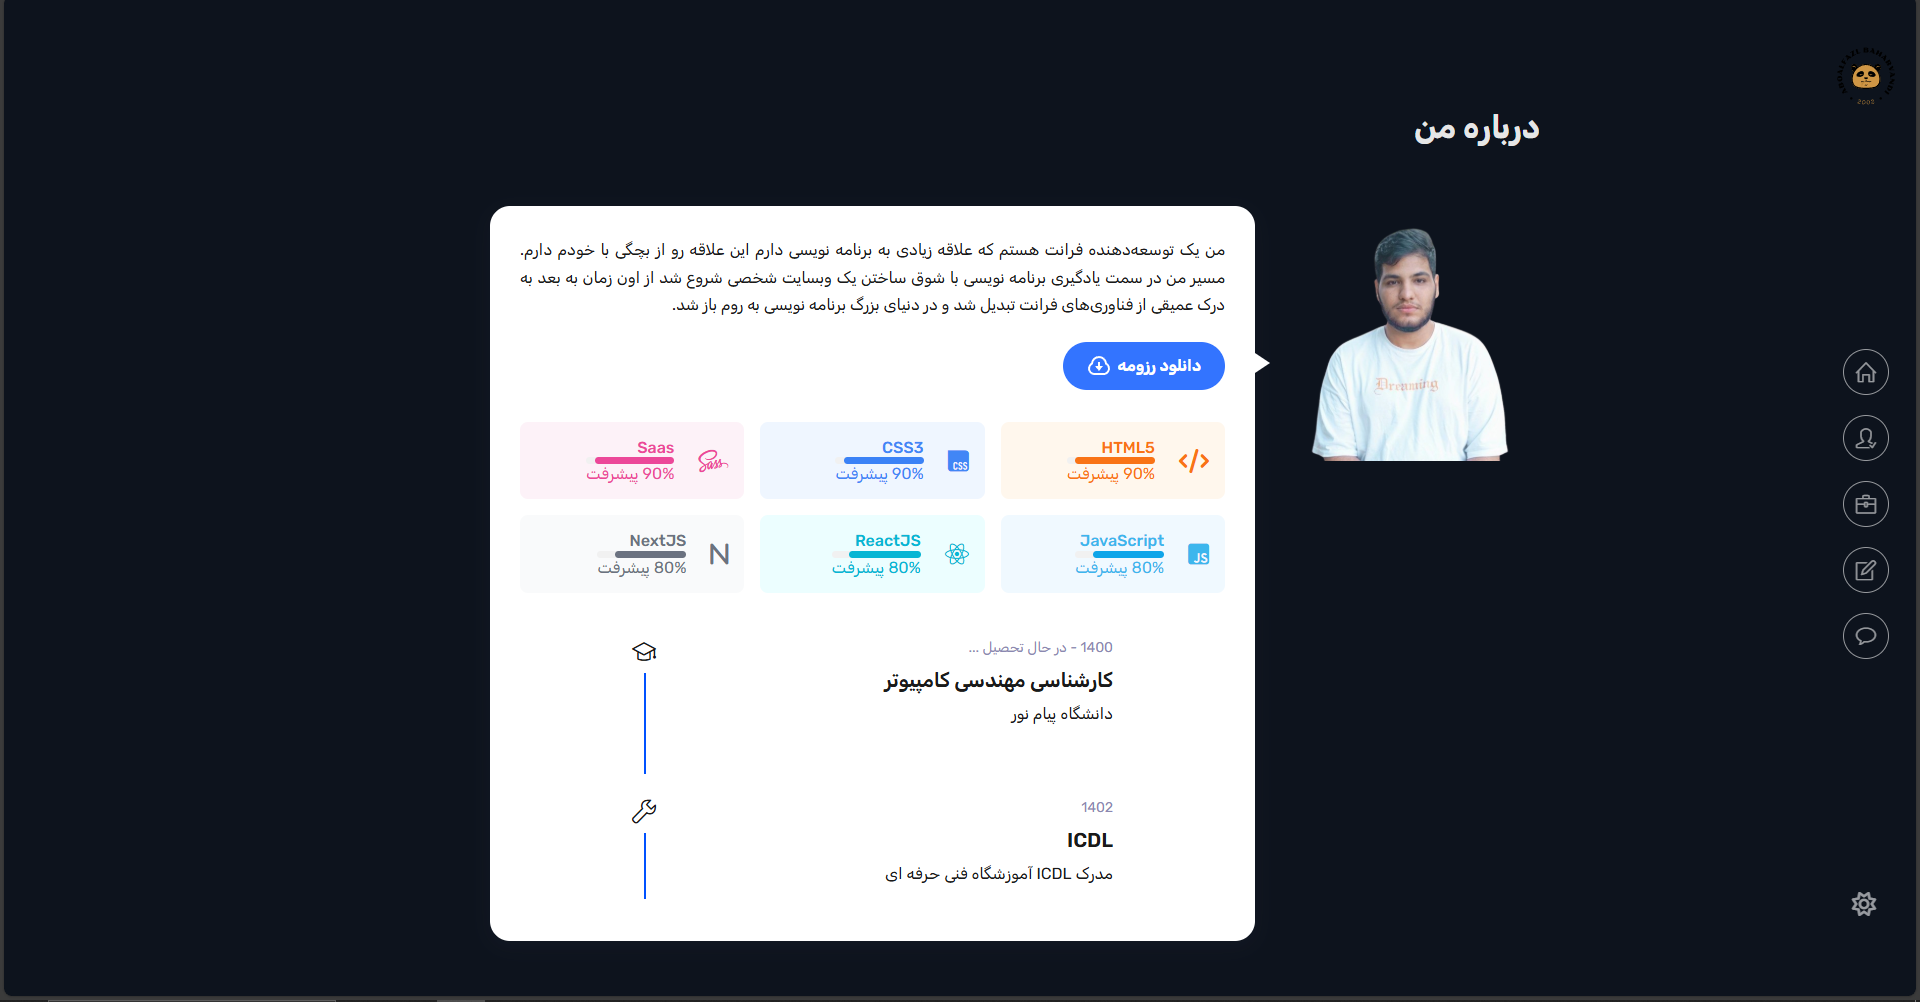 درباره من
من یک توسعه‌دهنده فرانت هستم که علاقه زیادی به برنامه نویسی دارم این علاقه رو از بچگی با خودم دارم.
مسیر من در سمت یادگیری برنامه نویسی با شوق ساختن یک وبسایت شخصی شروع شد از اون زمان به بعد به
درک عمیقی از فناوری‌های فرانت تبدیل شد و در دنیای بزرگ برنامه نویسی به روم باز شد.
دانلود رزومه
Dreaming
HTML5
90% پیشرفت
CSS3
CSS
90% پیشرفت
Saas
Sass
90% پیشرفت
JavaScript
JS
80% پیشرفت
ReactJS
80% پیشرفت
NextJS
N
80% پیشرفت
1400 - در حال تحصیل ...
کارشناسی مهندسی کامپیوتر
دانشگاه پیام نور
1402
ICDL
مدرک ICDL آموزشگاه فنی حرفه ای